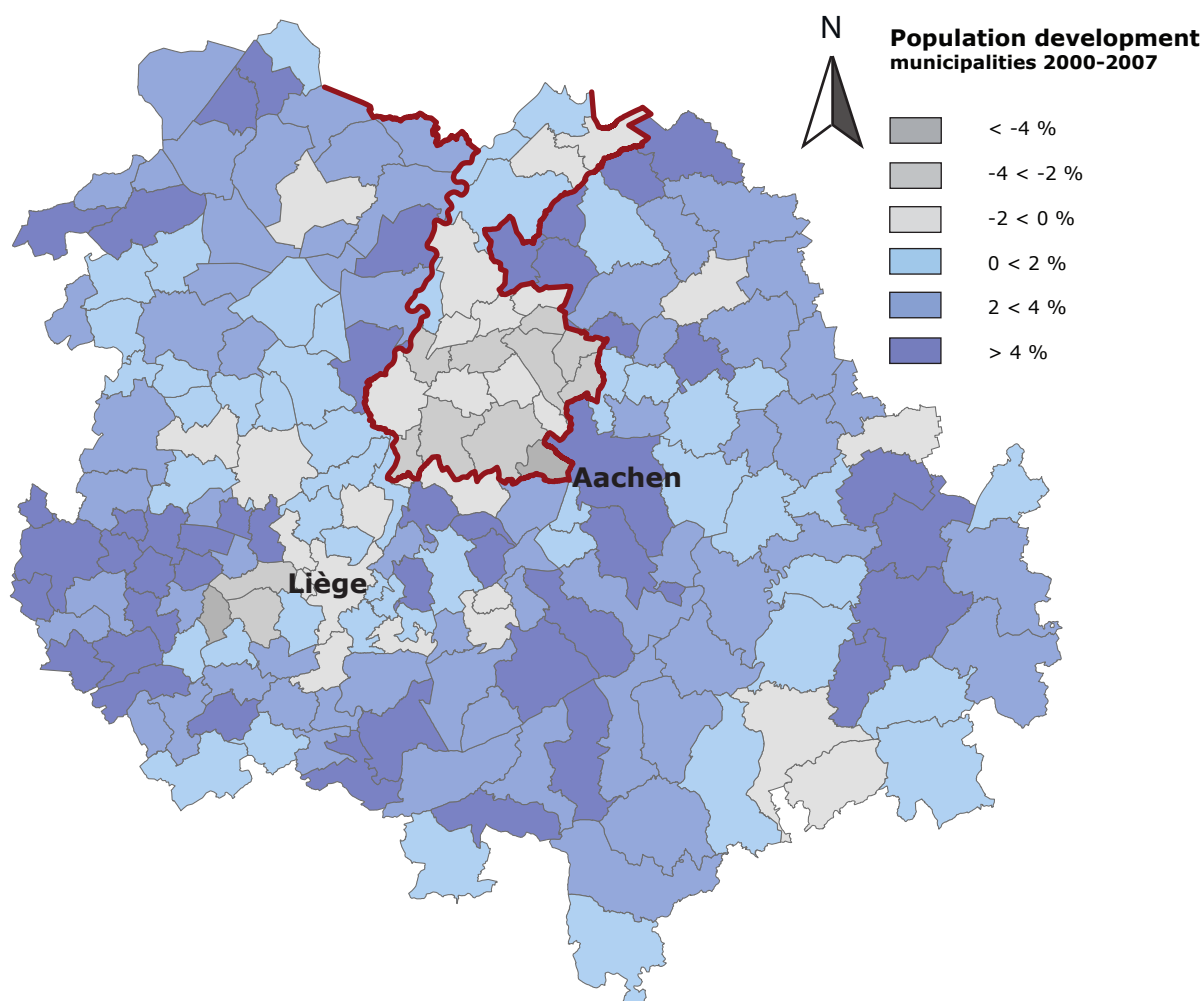 N
Population development
municipalities 2000-2007
< -4 %
-4 < -2 %
-2 < 0 %
0 < 2 %
2 < 4 %
> 4 %
Aachen
Liège